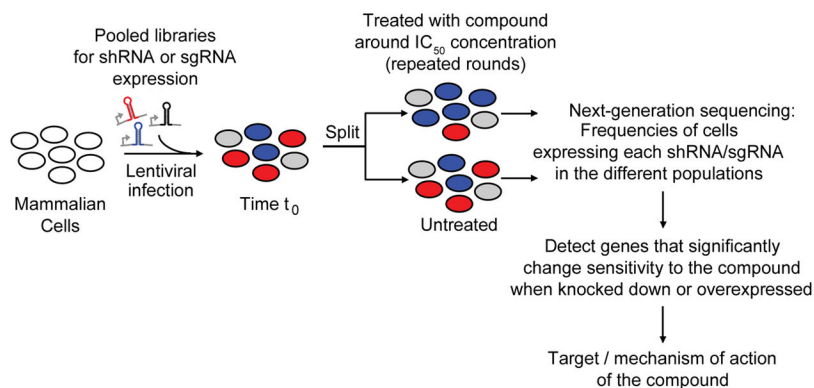 Pooled libraries
for shRNA or sgRNA
expression
Mammalian
Cells
Lentiviral
infection
Time t0
Split
Treated with compound
around IC50 concentration
(repeated rounds)
Untreated
Next-generation sequencing:
Frequencies of cells
expressing each shRNA/sgRNA
in the different populations
Detect genes that significantly
change sensitivity to the compound
when knocked down or overexpressed
Target / mechanism of action
of the compound